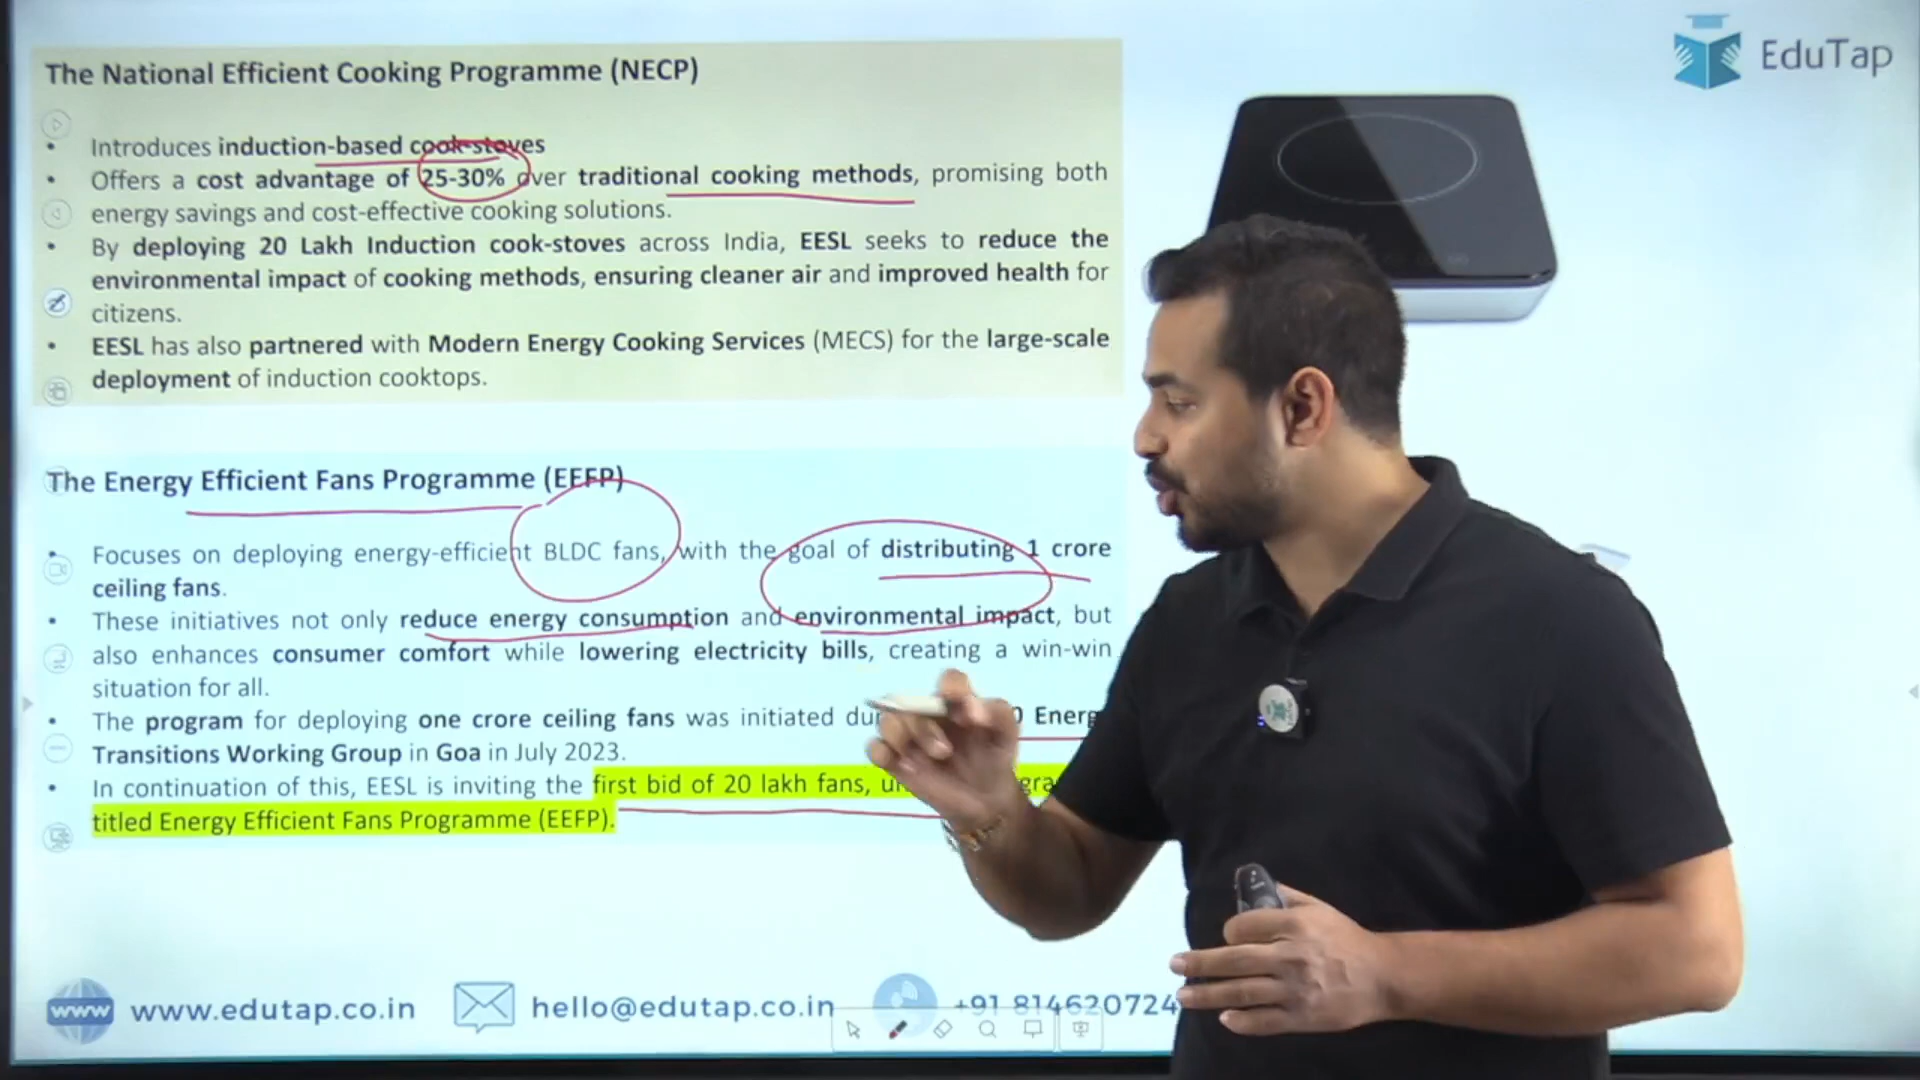 EduTap
The National Efficient Cooking Programme (NECP)
• Introduces induction-based cook-stoves
• Offers a cost advantage of 25-30% over traditional cooking methods, promising both
energy savings and cost-effective cooking solutions.
• By deploying 20 Lakh Induction cook-stoves across India, EESL seeks to reduce the
environmental impact of cooking methods, ensuring cleaner air and improved health for
citizens.
• EESL has also partnered with Modern Energy Cooking Services (MECS) for the large-scale
deployment of induction cooktops.
The Energy Efficient Fans Programme (EEFP)
• Focuses on deploying energy-efficient BLDC fans, with the goal of distributing 1 crore
ceiling fans.
• These initiatives not only reduce energy consumption and environmental impact, but
also enhances consumer comfort while lowering electricity bills, creating a win-win
situation for all.
• The program for deploying one crore ceiling fans was initiated
Transitions Working Group in Goa in July 2023.
• In continuation of this, EESL is inviting the first bid of 20 lakh fans,
titled Energy Efficient Fans Programme (EEFP).
www www.edutap.co.in hello@edutap.co.in +91 814620724